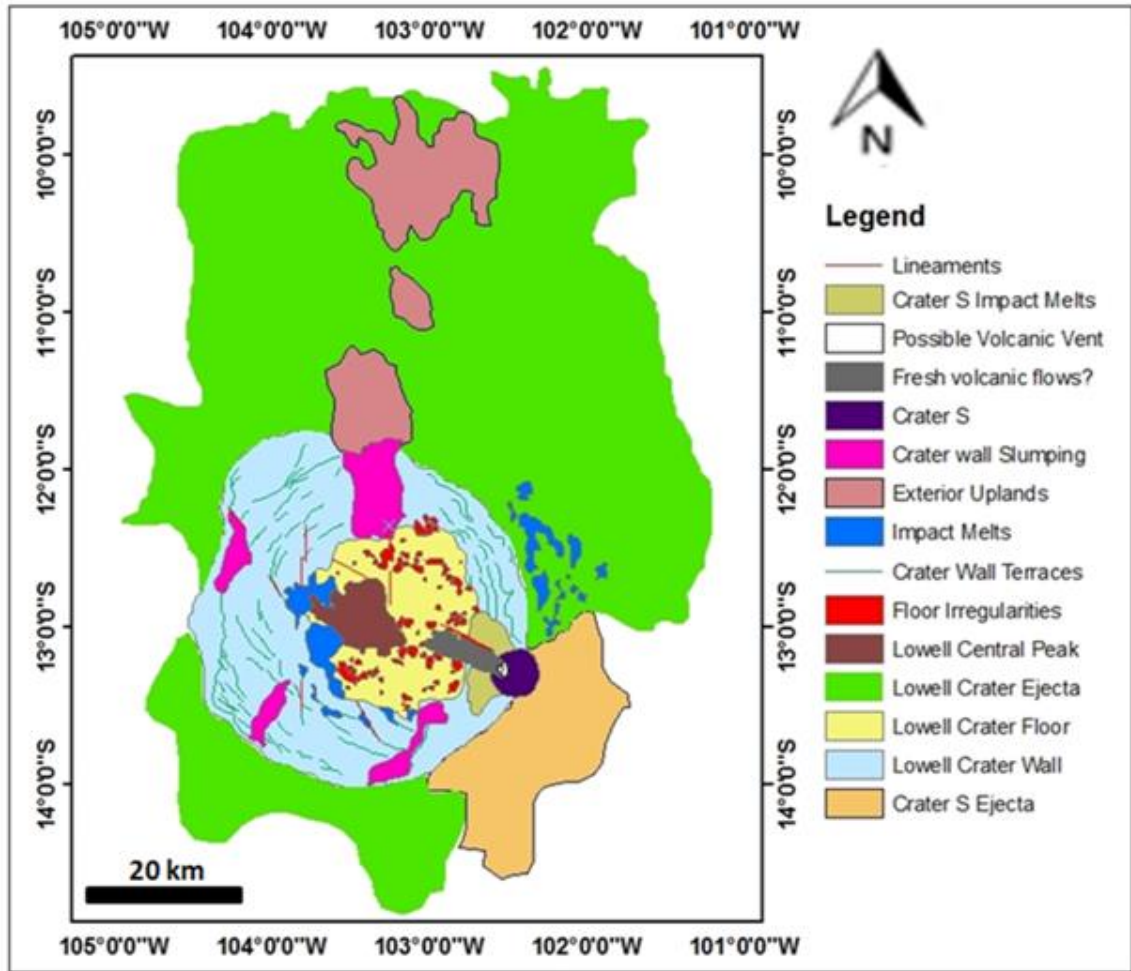 105°0'0"W 104°0'0"W 103°0'0"W 102°0'0"W 101°0'0"W
10°0'0"S
11°0'0"S
12°0'0"S
13°0'0"S
14°0'0"S
20 km
105°0'0"W 104°0'0"W 103°0'0"W 102°0'0"W 101°0'0"W
10°0'0"S
11°0'0"S
12°0'0"S
13°0'0"S
14°0'0"S
N
Legend
Lineaments
Crater S Impact Melts
Possible Volcanic Vent
Fresh volcanic flows?
Crater S
Crater wall Slumping
Exterior Uplands
Impact Melts
Crater Wall Terraces
Floor Irregularities
Lowell Central Peak
Lowell Crater Ejecta
Lowell Crater Floor
Lowell Crater Wall
Crater S Ejecta